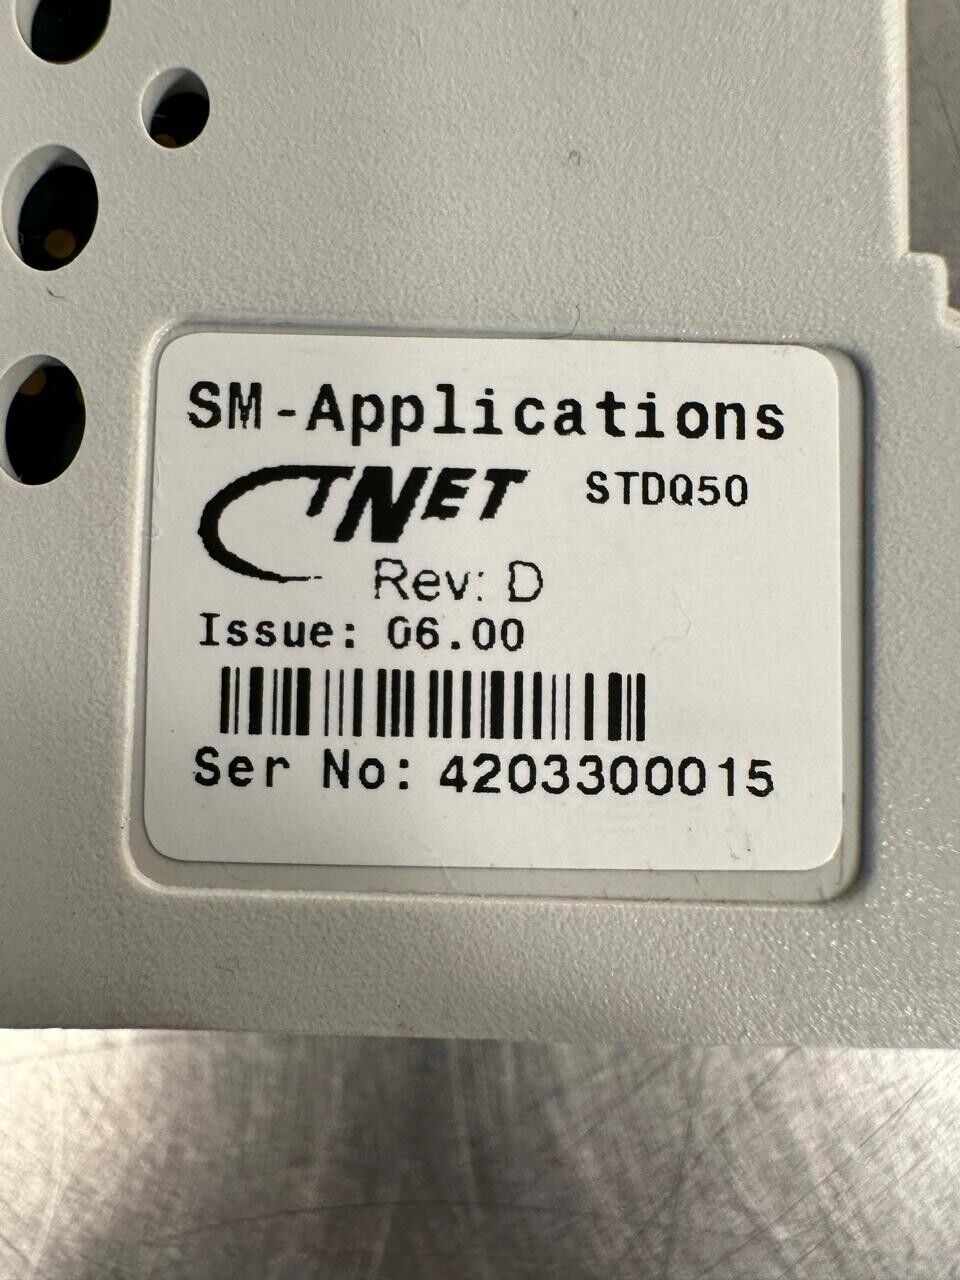 SM-Applications
CTNET STDQ50
Rev: D
Issue: 06.00
Ser No: 4203300015